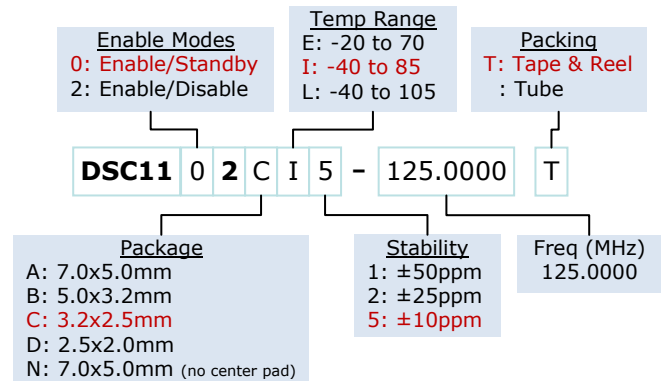 Enable Modes
0: Enable/Standby
2: Enable/Disable
Temp Range
E: -20 to 70
I: -40 to 85
L: -40 to 105
Packing
T: Tape & Reel
: Tube
DSC11 0 2 C I 5 – 125.0000 T
Package
A: 7.0x5.0mm
B: 5.0x3.2mm
C: 3.2x2.5mm
D: 2.5x2.0mm
N: 7.0x5.0mm (no center pad)
Stability
1: ±50ppm
2: ±25ppm
5: ±10ppm
Freq (MHz)
125.0000